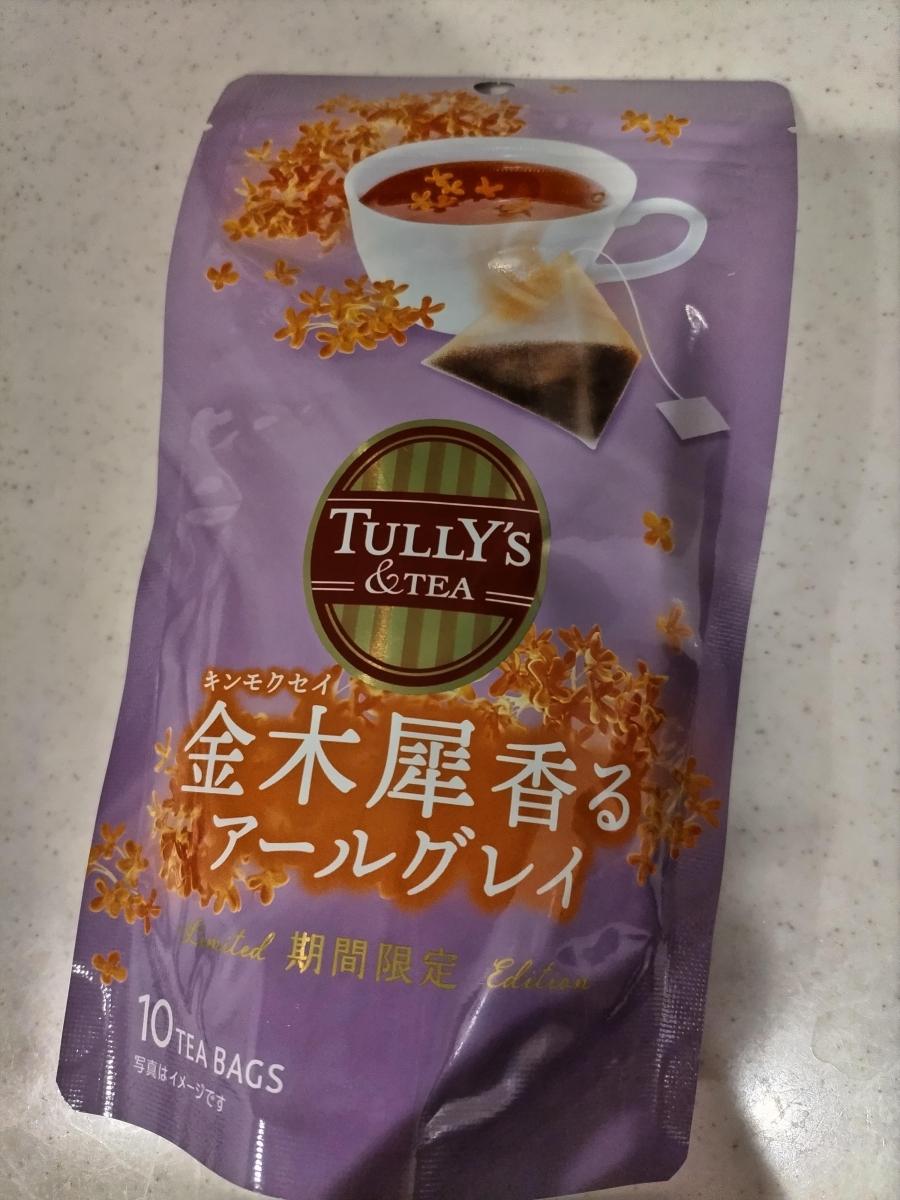 TULLY'S
&TEA
キンモクセイ
金木犀香る
アールグレイ
Limited 期間限定 Edition
10 TEA BAGS
写真はイメージです